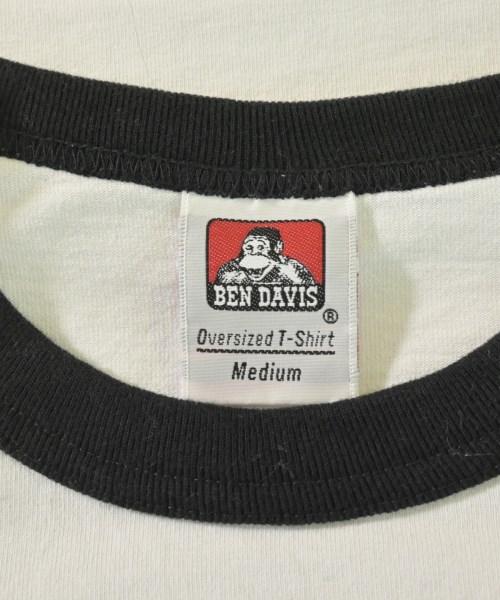 BEN DAVIS
®
Oversized T-Shirt
Medium